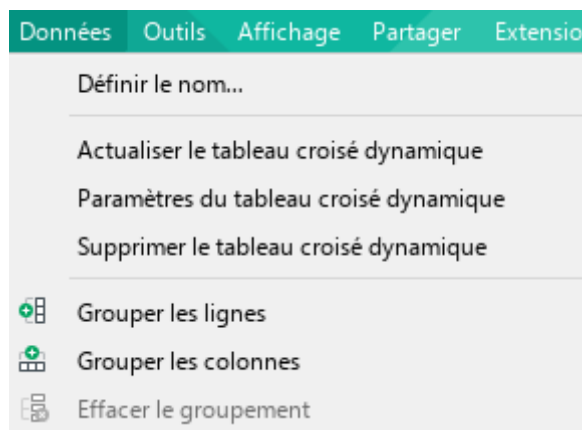 Données Outils Affichage Partager Extensio
Définir le nom...
Actualiser le tableau croisé dynamique
Paramètres du tableau croisé dynamique
Supprimer le tableau croisé dynamique
Grouper les lignes
Grouper les colonnes
Effacer le groupement